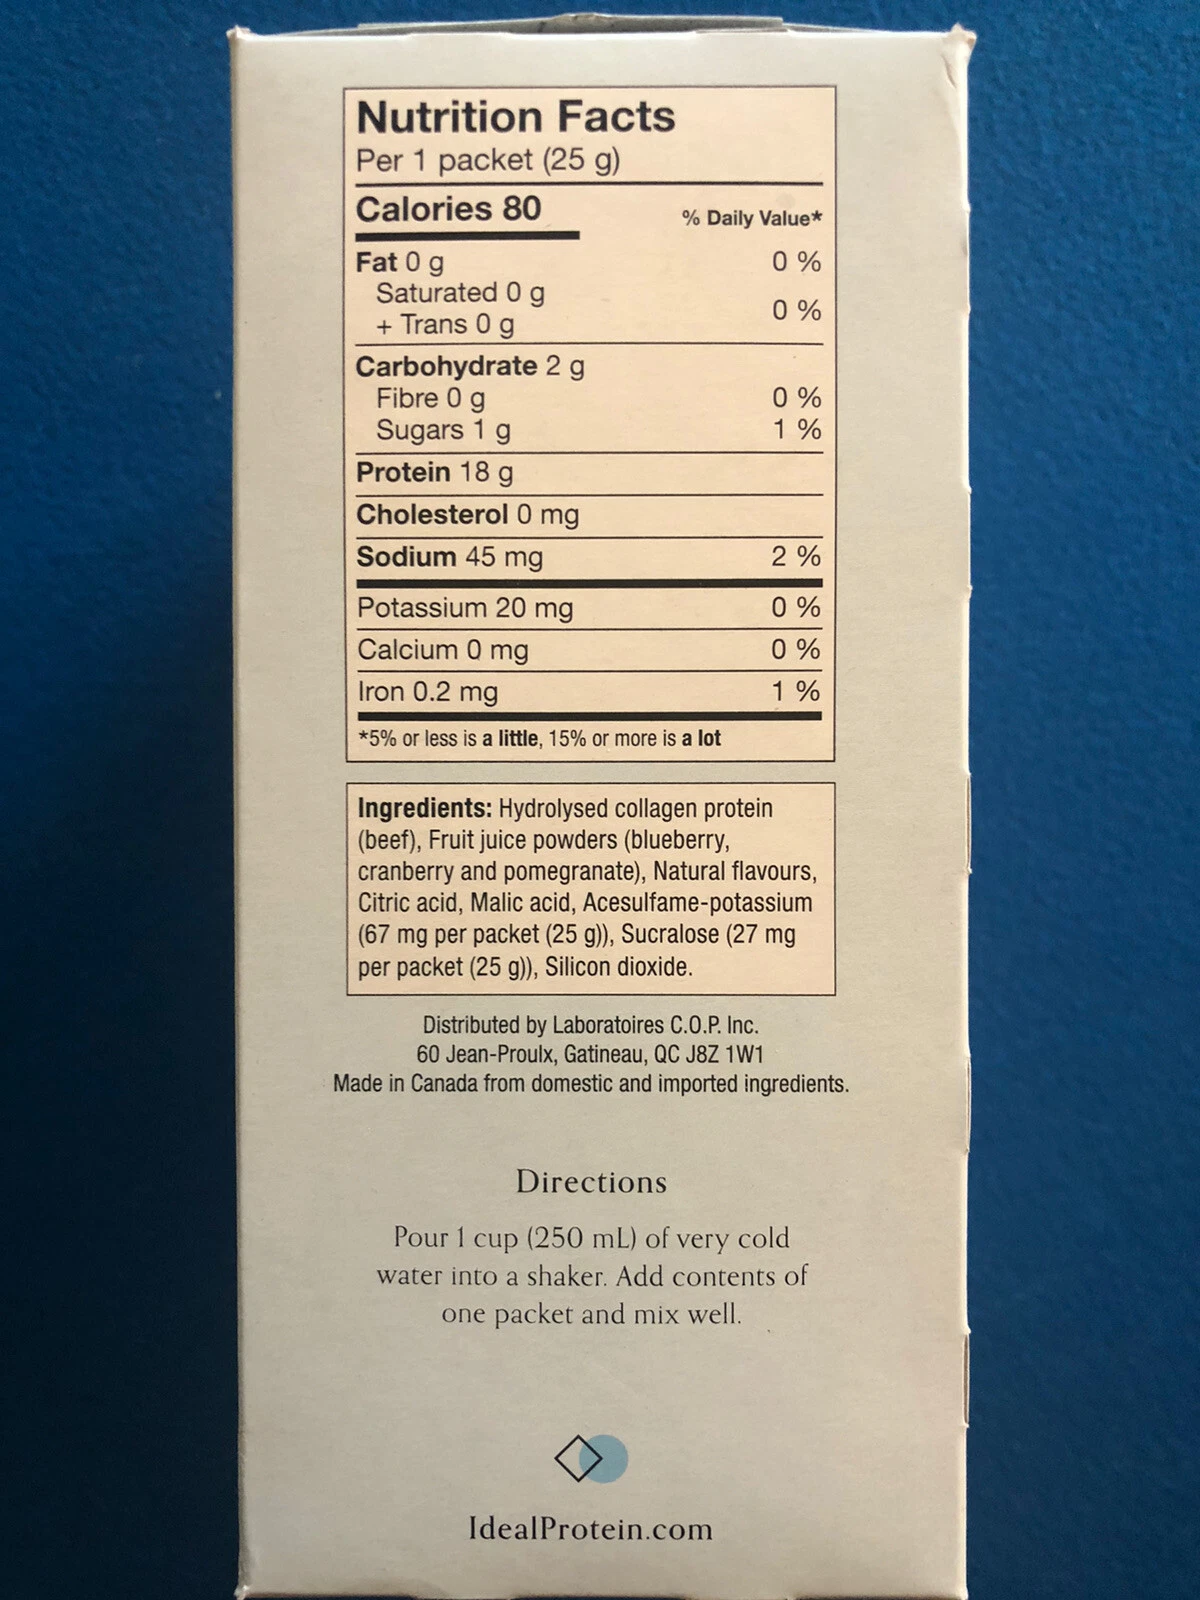 Nutrition Facts
Per 1 packet (25 g)
Calories 80
% Daily Value*
Fat 0 g 0 %
Saturated 0 g
+ Trans 0 g 0 %
Carbohydrate 2 g
Fibre 0 g 0 %
Sugars 1 g 1 %
Protein 18 g
Cholesterol 0 mg
Sodium 45 mg 2 %
Potassium 20 mg 0 %
Calcium 0 mg 0 %
Iron 0.2 mg 1 %
*5% or less is a little, 15% or more is a lot
Ingredients: Hydrolysed collagen protein
(beef), Fruit juice powders (blueberry,
cranberry and pomegranate), Natural flavours,
Citric acid, Malic acid, Acesulfame-potassium
(67 mg per packet (25 g)), Sucralose (27 mg
per packet (25 g)), Silicon dioxide.
Distributed by Laboratoires C.O.P. Inc.
60 Jean-Proulx, Gatineau, QC J8Z 1W1
Made in Canada from domestic and imported ingredients.
Directions
Pour 1 cup (250 mL) of very cold
water into a shaker. Add contents of
one packet and mix well.
IdealProtein.com